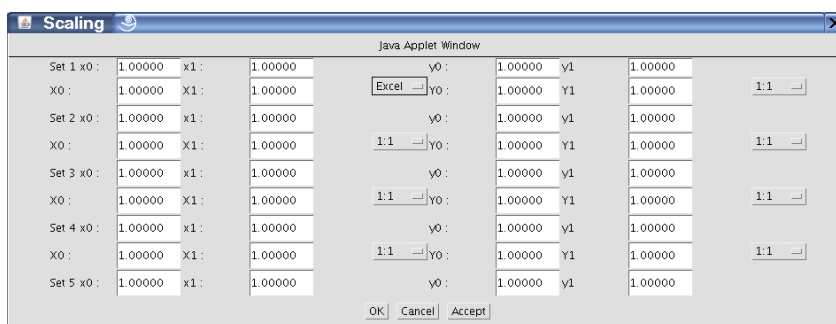 Scaling
Java Applet Window
Set 1 x0 : 1.00000 x1 : 1.00000 y0 : 1.00000 y1 1.00000
X0 : 1.00000 X1 : 1.00000 Excel Y0 : 1.00000 Y1 1.00000 1:1
Set 2 x0 : 1.00000 x1 : 1.00000 y0 : 1.00000 y1 1.00000
X0 : 1.00000 X1 : 1.00000 1:1 Y0 : 1.00000 Y1 1.00000 1:1
Set 3 x0 : 1.00000 x1 : 1.00000 y0 : 1.00000 y1 1.00000
X0 : 1.00000 X1 : 1.00000 1:1 Y0 : 1.00000 Y1 1.00000 1:1
Set 4 x0 : 1.00000 x1 : 1.00000 y0 : 1.00000 y1 1.00000
X0 : 1.00000 X1 : 1.00000 1:1 Y0 : 1.00000 Y1 1.00000 1:1
Set 5 x0 : 1.00000 x1 : 1.00000 y0 : 1.00000 y1 1.00000
OK Cancel Accept